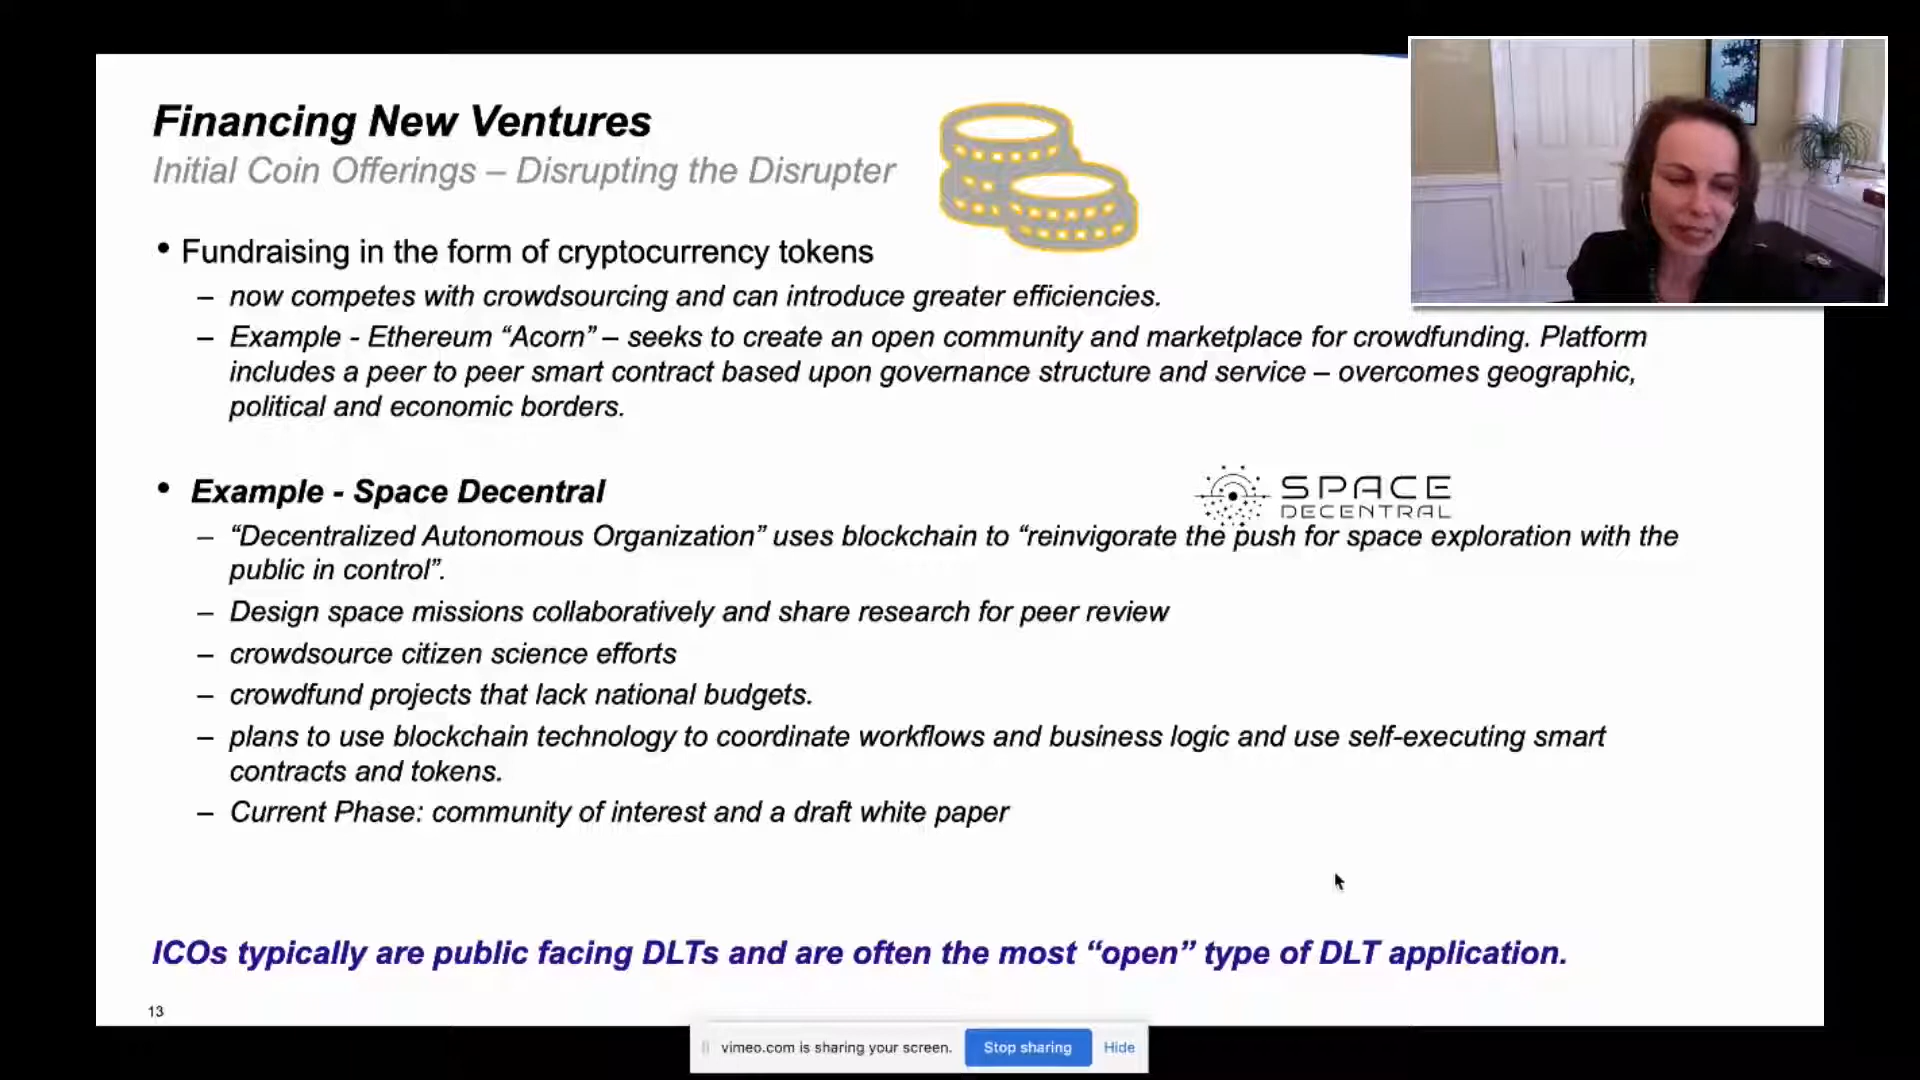 Financing New Ventures
Initial Coin Offerings – Disrupting the Disrupter
• Fundraising in the form of cryptocurrency tokens
– now competes with crowdsourcing and can introduce greater efficiencies.
– Example - Ethereum “Acorn” – seeks to create an open community and marketplace for crowdfunding. Platform
includes a peer to peer smart contract based upon governance structure and service – overcomes geographic,
political and economic borders.
• Example - Space Decentral
SPACE
DECENTRAL
– “Decentralized Autonomous Organization” uses blockchain to “reinvigorate the push for space exploration with the
public in control”.
– Design space missions collaboratively and share research for peer review
– crowdsource citizen science efforts
– crowdfund projects that lack national budgets.
– plans to use blockchain technology to coordinate workflows and business logic and use self-executing smart
contracts and tokens.
– Current Phase: community of interest and a draft white paper
ICOs typically are public facing DLTs and are often the most “open” type of DLT application.
13
vimeo.com is sharing your screen. Stop sharing Hide